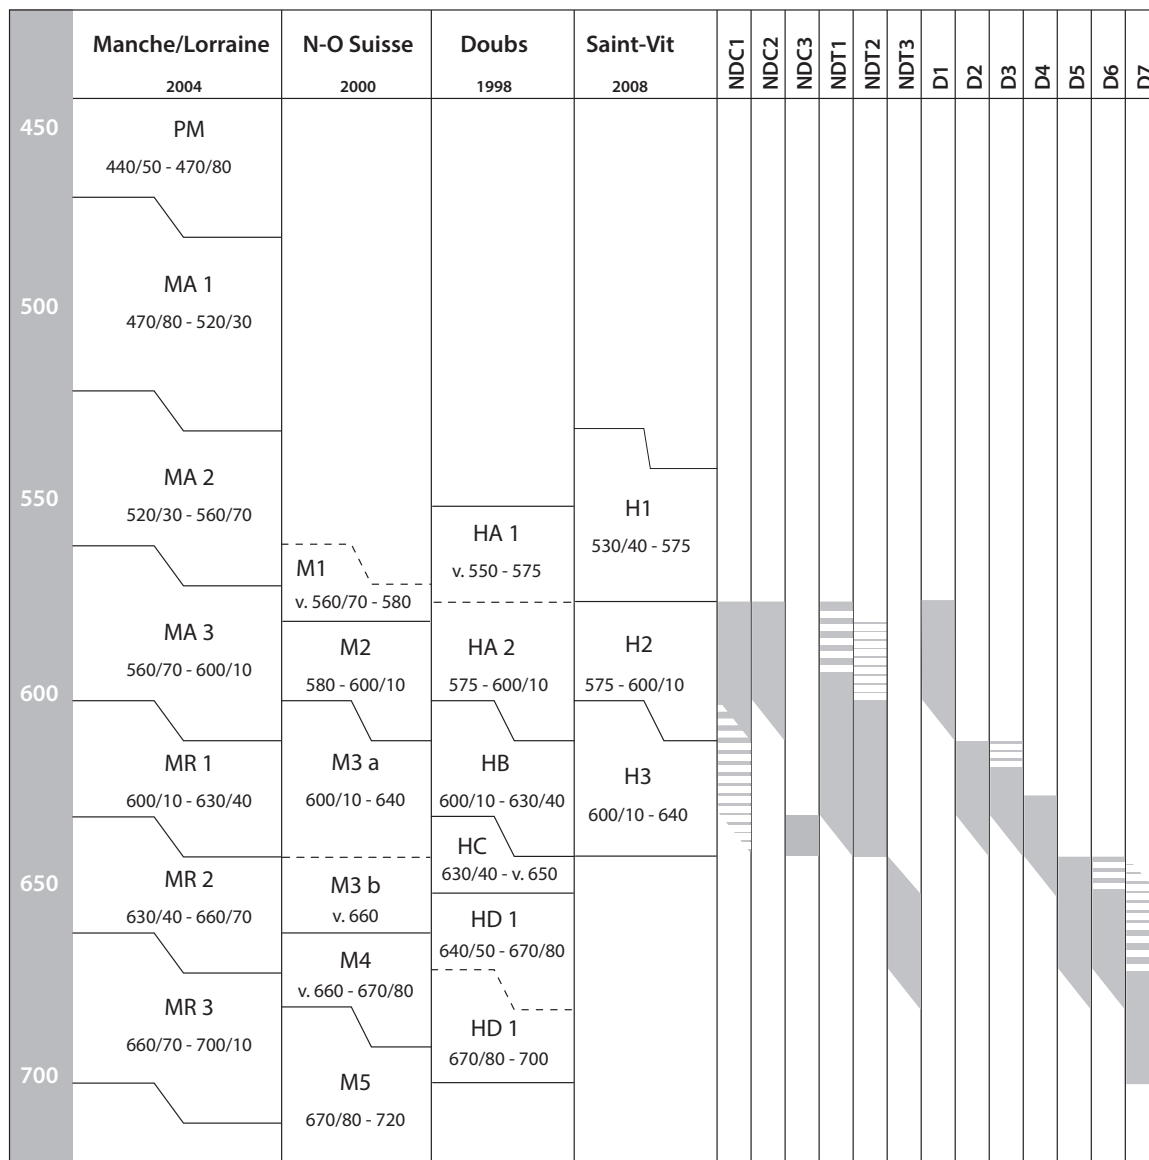 Manche/Lorraine
2004
N-O Suisse
2000
Doubs
1998
Saint-Vit
2008
NDC1
NDC2
NDC3
NDT1
NDT2
NDT3
D1
D2
D3
D4
D5
D6
D7
450
500
550
600
650
700
PM
440/50 - 470/80
MA 1
470/80 - 520/30
MA 2
520/30 - 560/70
MA 3
560/70 - 600/10
MR 1
600/10 - 630/40
MR 2
630/40 - 660/70
MR 3
660/70 - 700/10
M1
v. 560/70 - 580
M2
580 - 600/10
M3 a
600/10 - 640
M3 b
v. 660
M4
v. 660 - 670/80
M5
670/80 - 720
HA 1
v. 550 - 575
HA 2
575 - 600/10
HB
600/10 - 630/40
HC
630/40 - v. 650
HD 1
640/50 - 670/80
HD 1
670/80 - 700
H1
530/40 - 575
H2
575 - 600/10
H3
600/10 - 640